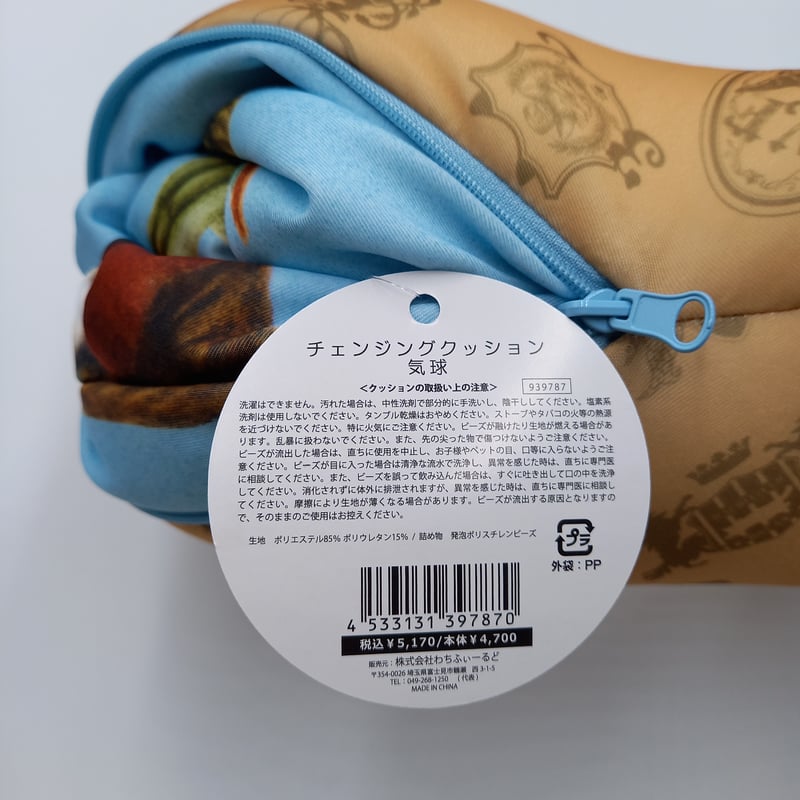 チェンジングクッション
気球
＜クッションの取扱い上の注意＞ 939787
洗濯はできません。汚れた場合は、中性洗剤で部分的に手洗いし、陰干ししてください。塩素系
洗剤は使用しないでください。タンブル乾燥はおやめください。ストーブやタバコの火等の熱源
を近づけないでください。特に火気にご注意ください。ビーズが融けたり生地が燃える場合があ
ります。乱暴に扱わないでください。また、先の尖った物で傷つけないようご注意ください。
ビーズが流出した場合は、直ちに使用を中止し、お子様やペットの目、口等に入らないようご注
意ください。ビーズが目に入った場合は清浄な流水で洗浄し、異常を感じた時は、直ちに専門医
に相談してください。また、ビーズを誤って飲み込んだ場合は、すぐに吐き出して口の中を洗浄
してください。消化されずに体外に排泄されますが、異常を感じた時は、直ちに専門医に相談し
てください。摩擦により生地が薄くなる場合があります。ビーズが流出する原因となりますの
で、そのままのご使用はお控えください。
生地 ポリエステル85% ポリウレタン15% / 詰め物 発泡ポリスチレンビーズ
プラ
外袋：PP
4 533131 397870
税込￥5,170/本体￥4,700
販売元：株式会社わちふぃーるど
〒354-0026 埼玉県富士見市鶴瀬 西 3-1-5
TEL：049-268-1250 （代表）
MADE IN CHINA